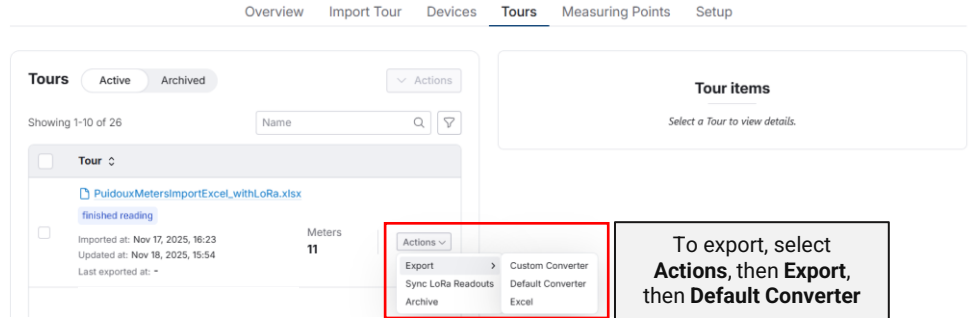 Overview Import Tour Devices Tours Measuring Points Setup
Tours Active Archived Actions
Showing 1-10 of 26 Name
Tour
PuidouxMetersImportExcel_withLoRa.xlsx
finished reading
Imported at: Nov 17, 2025, 16:23
Updated at: Nov 18, 2025, 15:54
Last exported at: -
Meters
11
Actions
Export
Sync LoRa Readouts
Archive
Custom Converter
Default Converter
Excel
Tour items
Select a Tour to view details.
To export, select
Actions, then Export,
then Default Converter